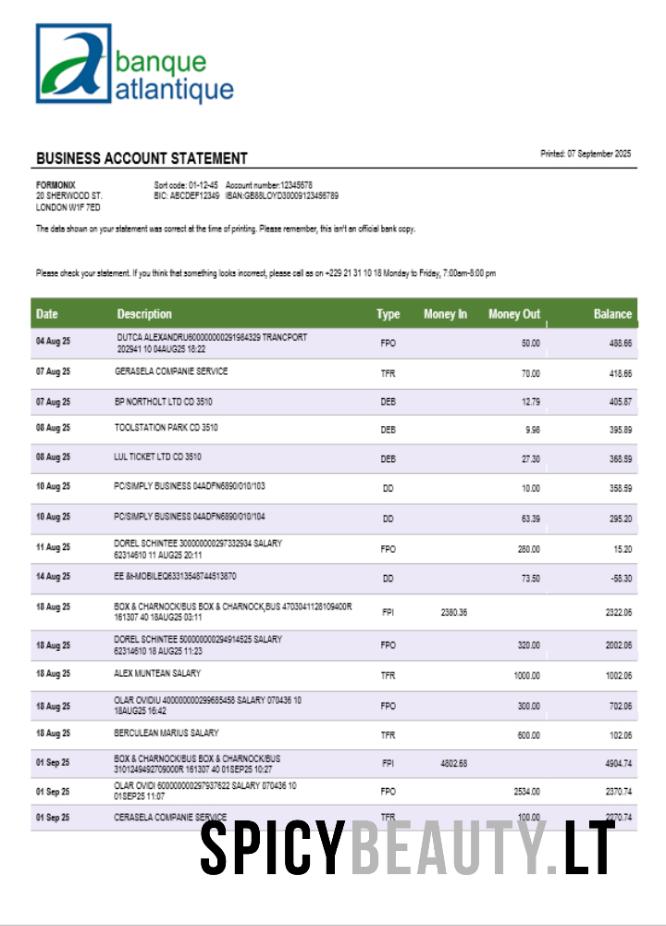 banque
atlantique
BUSINESS ACCOUNT STATEMENT
Printed: 07 September 2025
FORMONIX Sort code: 01-12-45 Account number:12345678
20 SHERWOOD ST. BIC: ABCDEF12349 IBAN:GB88LOYD30009123456789
LONDON W1F 7ED
The data shown on your statement was correct at the time of printing. Please remember, this isn't an official bank copy.
Please check your statement. If you think that something looks incorrect, please call as on +229 21 31 10 18 Monday to Friday, 7:00am-8:00 pm
Date Description Type Money In Money Out Balance
04 Aug 25 DUTCA ALEXANDRU600000000291984329 TRANCPORT FPO 50.00 488.66
202941 10 04AUG25 18:22
07 Aug 25 GERASELA COMPANIE SERVICE TFR 70.00 418.66
07 Aug 25 BP NORTHOLT LTD CD 3510 DEB 12.79 405.87
08 Aug 25 TOOLSTATION PARK CD 3510 DEB 9.98 395.89
08 Aug 25 LUL TICKET LTD CD 3510 DEB 27.30 368.59
10 Aug 25 PC/SIMPLY BUSINESS 04ADFN6890/010/103 DD 10.00 358.59
10 Aug 25 PC/SIMPLY BUSINESS 04ADFN6890/010/104 DD 63.39 295.20
11 Aug 25 DOREL SCHINTEE 300000000297332934 SALARY FPO 280.00 15.20
62314610 11 AUG25 20:11
14 Aug 25 EE &MOBILEQ63313548744513870 DD 73.50 -58.30
18 Aug 25 BOX & CHARNOCK/BUS BOX & CHARNOCK,BUS 4703041128109400R FPI 2380.36 2322.06
161307 40 18AUG25 03:11
18 Aug 25 DOREL SCHINTEE 500000000294914525 SALARY FPO 320.00 2002.06
62314610 18 AUG25 11:23
18 Aug 25 ALEX MUNTEAN SALARY TFR 1000.00 1002.06
18 Aug 25 OLAR OVIDIU 400000000299685458 SALARY 070436 10 FPO 300.00 702.06
18AUG25 16:42
18 Aug 25 BERCULEAN MARIUS SALARY TFR 600.00 102.06
01 Sep 25 BOX & CHARNOCK/BUS BOX & CHARNOCK/BUS FPI 4802.68 4904.74
3101249492709000R 161307 40 01SEP25 10:27
01 Sep 25 OLAR OVIDI 600000000297937622 SALARY 070436 10 FPO 2534.00 2370.74
01SEP25 11:07
01 Sep 25 CERASELA COMPANIE SERVICE TFR 100.00 2270.74
SPICYBEAUTY.LT